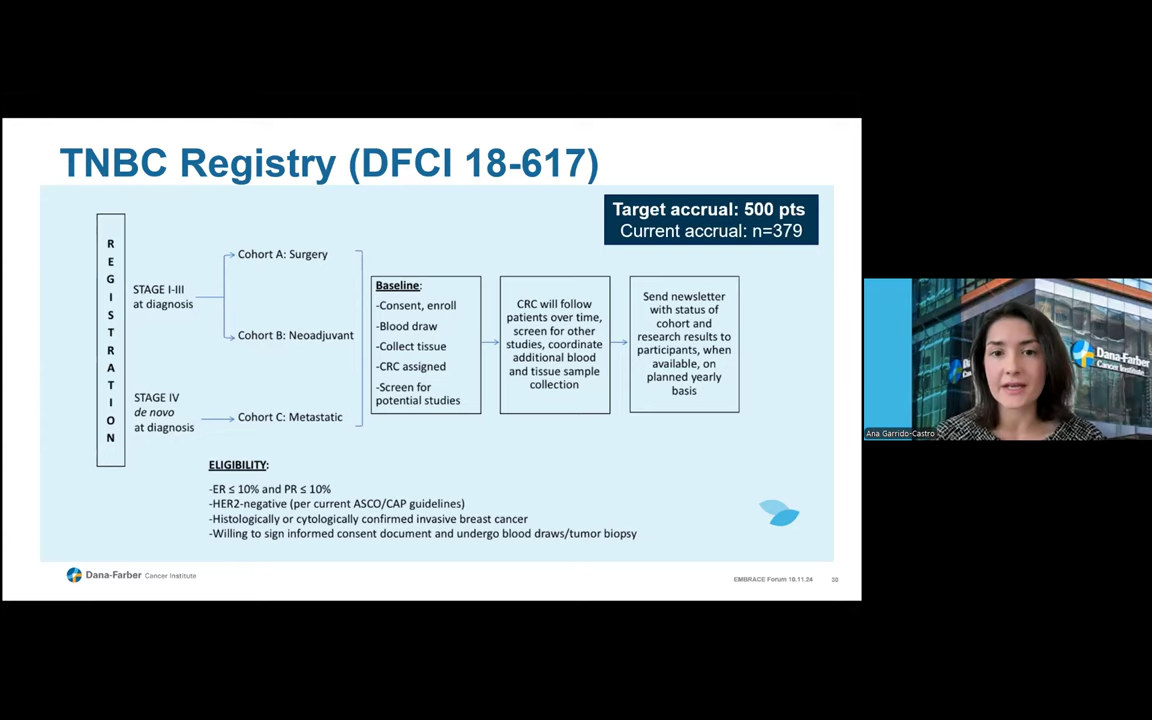 TNBC Registry (DFCI 18-617)
Target accrual: 500 pts
Current accrual: n=379
REGISTRATION
STAGE I-III
at diagnosis
Cohort A: Surgery
Cohort B: Neoadjuvant
STAGE IV
de novo
at diagnosis
Cohort C: Metastatic
Baseline:
-Consent, enroll
-Blood draw
-Collect tissue
-CRC assigned
-Screen for
potential studies
CRC will follow
patients over time,
screen for other
studies, coordinate
additional blood
and tissue sample
collection
Send newsletter
with status of
cohort and
research results to
participants, when
available, on
planned yearly
basis
ELIGIBILITY:
-ER ≤ 10% and PR ≤ 10%
-HER2-negative (per current ASCO/CAP guidelines)
-Histologically or cytologically confirmed invasive breast cancer
-Willing to sign informed consent document and undergo blood draws/tumor biopsy
Dana-Farber Cancer Institute
EMBRACE Forum 18.11.24
Dana-Farber
Cancer Institute
Ana Garrido-Castro